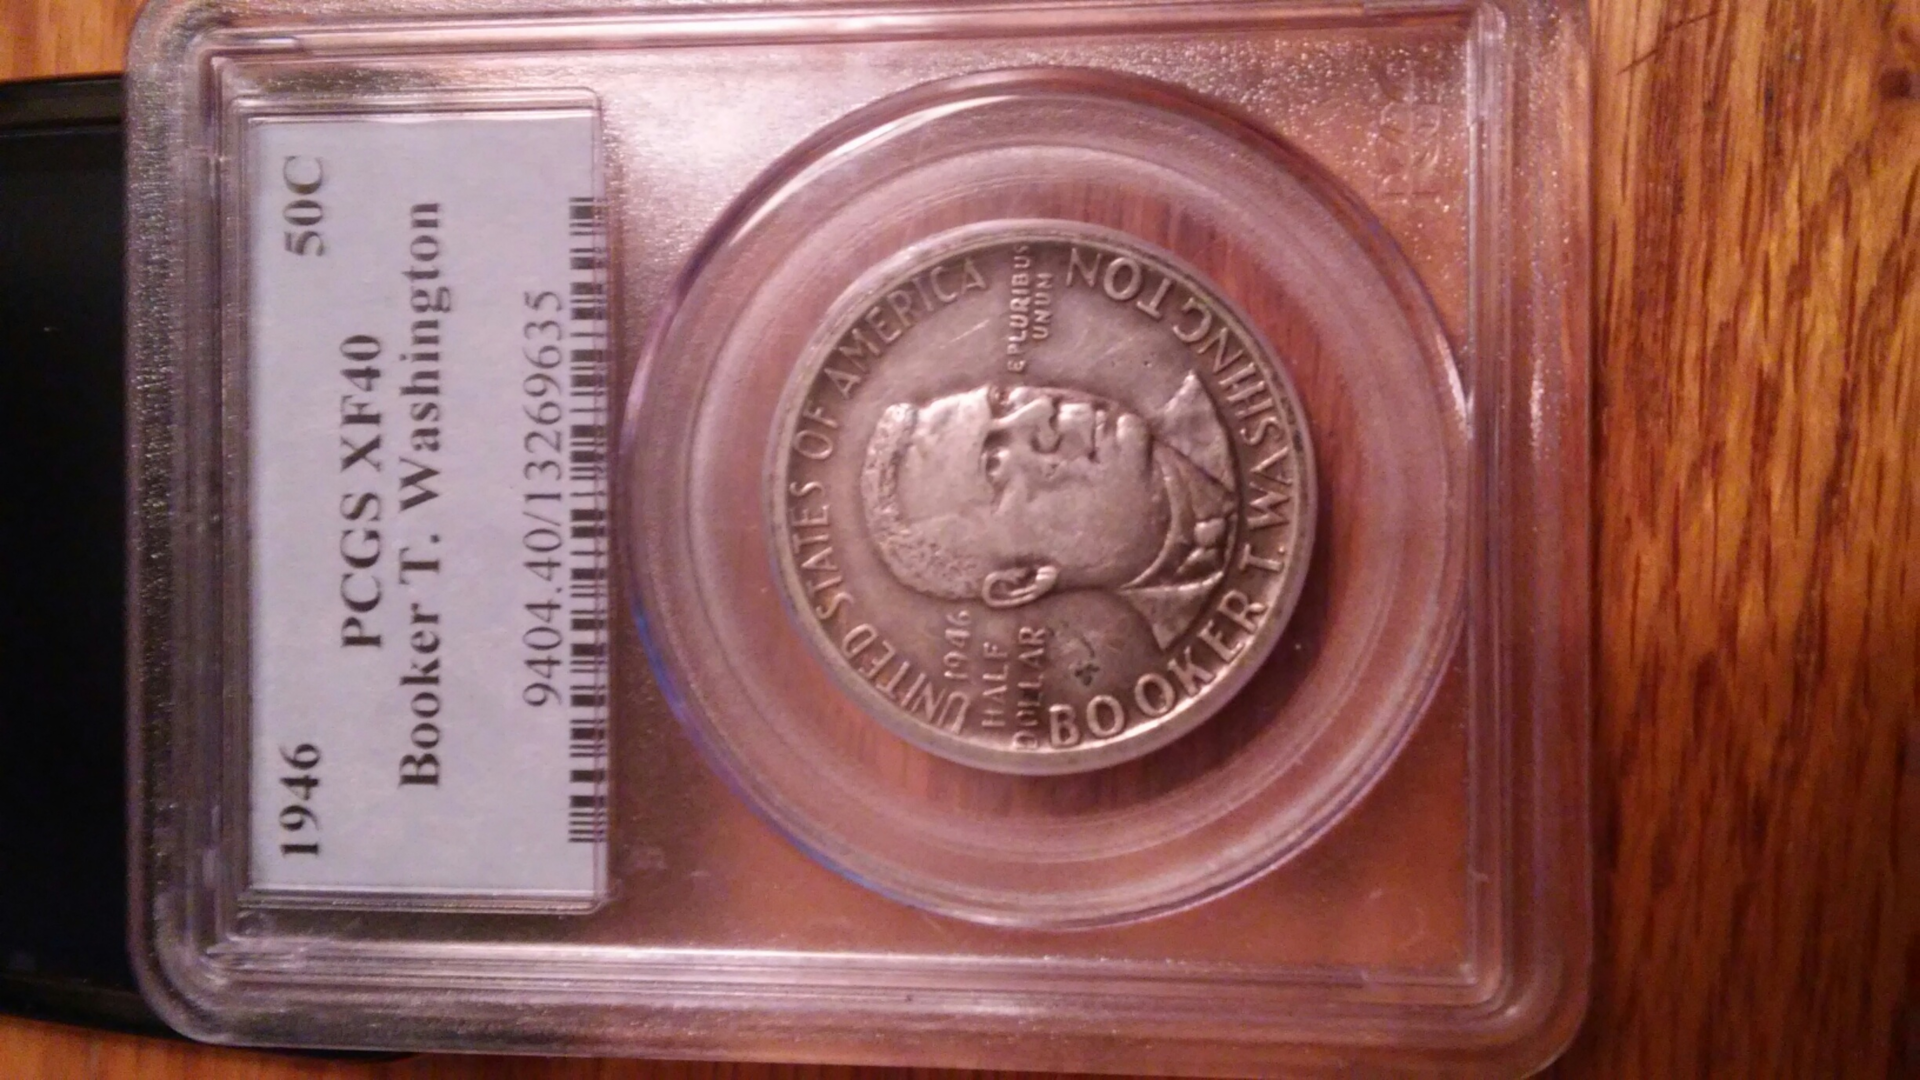 1946 50C
PCGS XF40
Booker T. Washington
9404.40/13269635
UNITED STATES OF AMERICA
E PLURIBUS
UNUM
1946
HALF
DOLLAR
BOOKER T. WASHINGTON